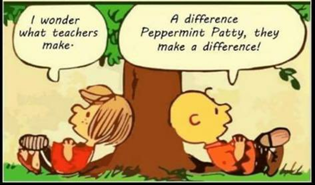 I wonder
what teachers
make.
A difference
Peppermint Patty, they
make a difference!